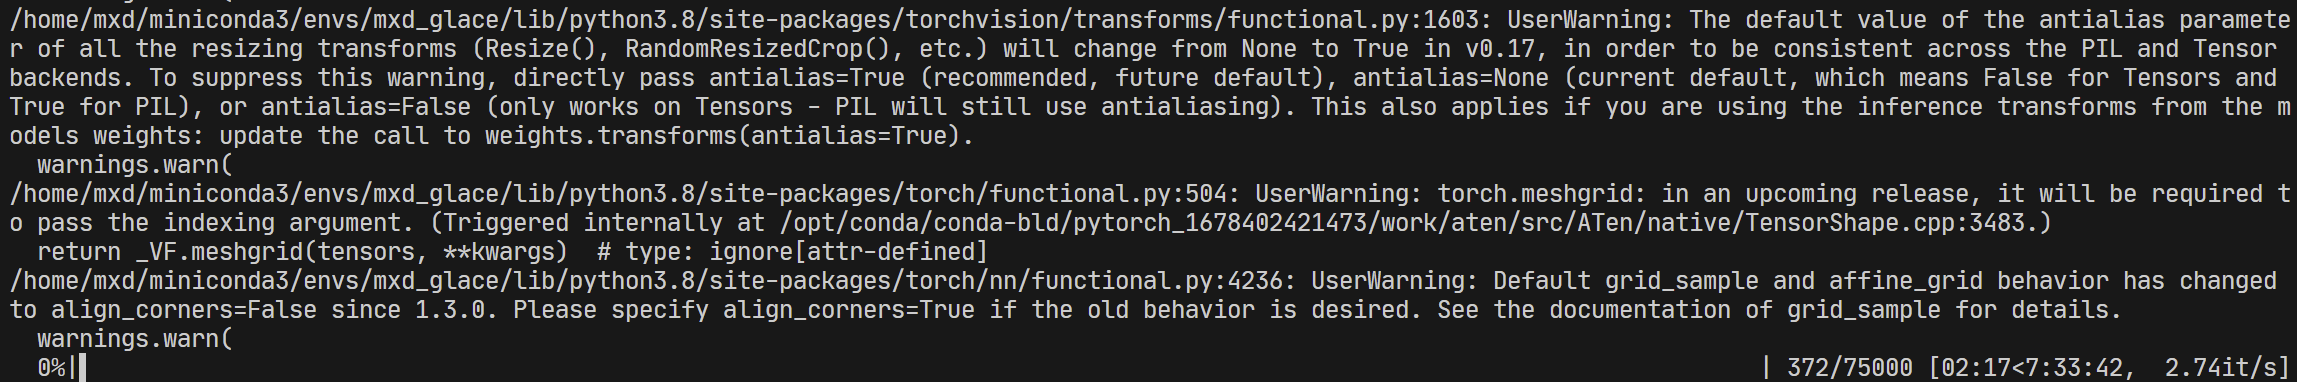 /home/mxd/miniconda3/envs/mxd_glace/lib/python3.8/site-packages/torchvision/transforms/functional.py:1603: UserWarning: The default value of the antialias paramete
r of all the resizing transforms (Resize(), RandomResizedCrop(), etc.) will change from None to True in v0.17, in order to be consistent across the PIL and Tensor
backends. To suppress this warning, directly pass antialias=True (recommended, future default), antialias=None (current default, which means False for Tensors and
True for PIL), or antialias=False (only works on Tensors - PIL will still use antialiasing). This also applies if you are using the inference transforms from the m
odels weights: update the call to weights.transforms(antialias=True).
  warnings.warn(
/home/mxd/miniconda3/envs/mxd_glace/lib/python3.8/site-packages/torch/functional.py:504: UserWarning: torch.meshgrid: in an upcoming release, it will be required t
o pass the indexing argument. (Triggered internally at /opt/conda/conda-bld/pytorch_1678402421473/work/aten/src/ATen/native/TensorShape.cpp:3483.)
  return _VF.meshgrid(tensors, **kwargs)  # type: ignore[attr-defined]
/home/mxd/miniconda3/envs/mxd_glace/lib/python3.8/site-packages/torch/nn/functional.py:4236: UserWarning: Default grid_sample and affine_grid behavior has changed
to align_corners=False since 1.3.0. Please specify align_corners=True if the old behavior is desired. See the documentation of grid_sample for details.
  warnings.warn(
  0%| | 372/75000 [02:17<7:33:42,  2.74it/s]